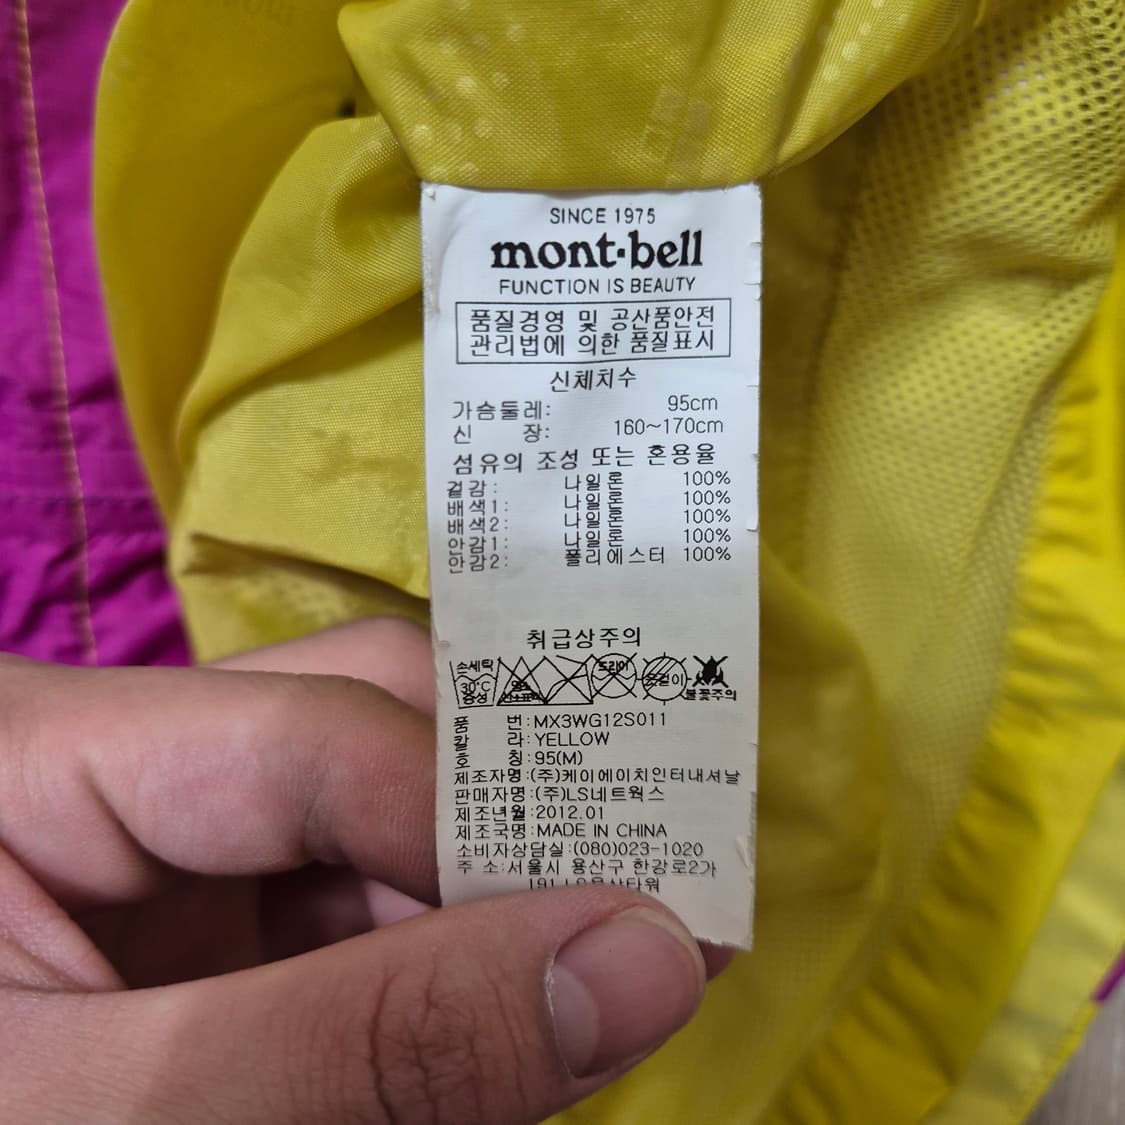 SINCE 1975
mont·bell
FUNCTION IS BEAUTY
품질경영 및 공산품안전
관리법에 의한 품질표시
신체치수
가슴둘레: 95cm
신 장: 160~170cm
섬유의 조성 또는 혼용율
겉감: 나일론 100%
배색1: 나일론 100%
배색2: 나일론 100%
안감1: 나일론 100%
안감2: 폴리에스터 100%
취급상주의
손세탁 드라이
30℃
중성 불꽃주의
품 번:MX3WG12S011
칼 라:YELLOW
호 칭:95(M)
제조자명:(주)케이에이치인터내셔날
판매자명:(주)LS네트웍스
제조년월:2012.01
제조국명:MADE IN CHINA
소비자상담실:(080)023-1020
주 소:서울시 용산구 한강로2가
191 LS용산타워